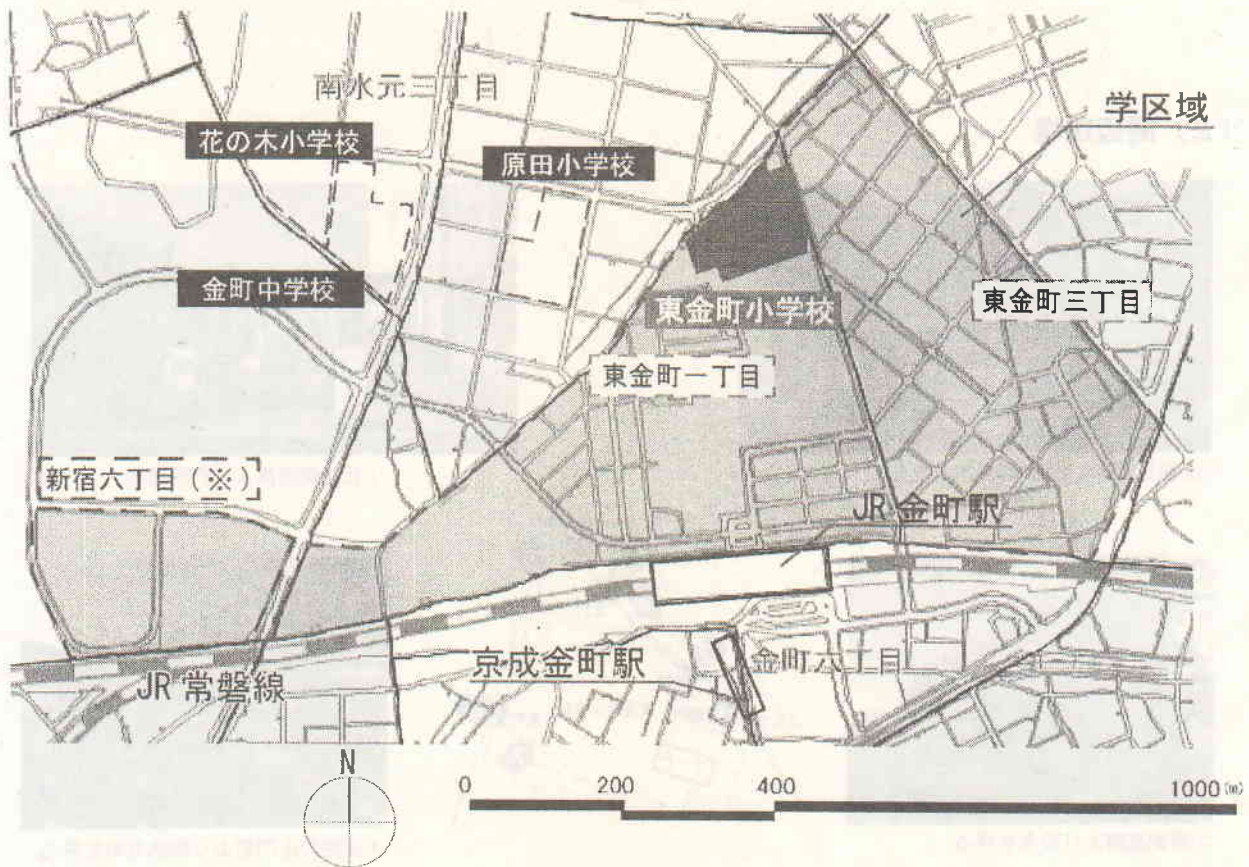 南水元三丁目
学区域
花の木小学校
原田小学校
金町中学校
東金町小学校
東金町三丁目
東金町一丁目
新宿六丁目（※）
JR 金町駅
京成金町駅
金町六丁目
JR 常磐線
N
0 200 400 1000(m)